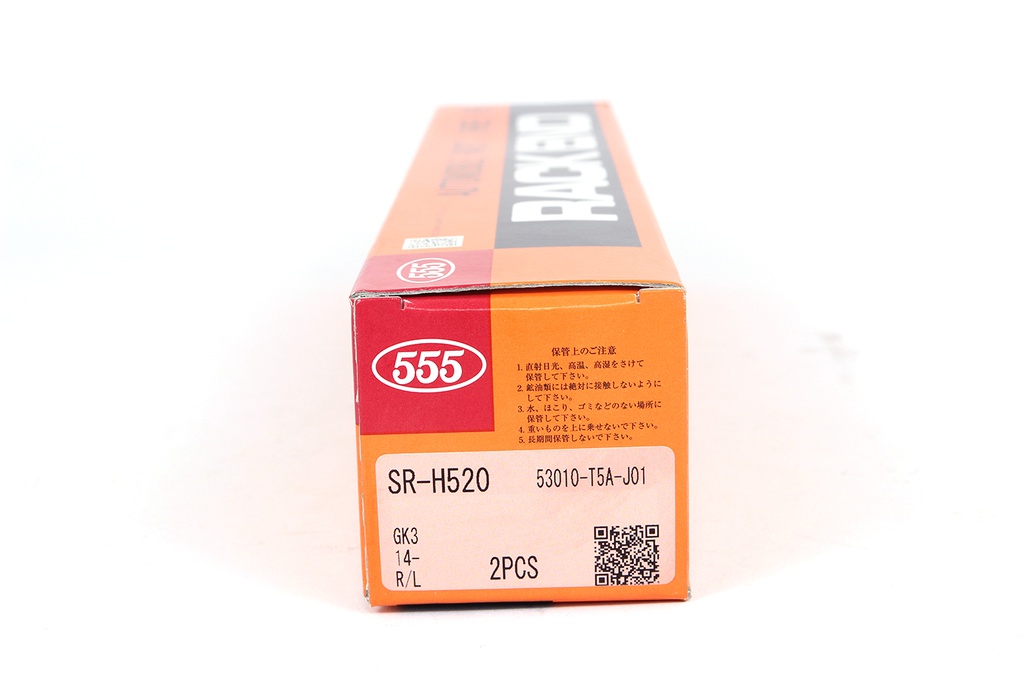 RACK END
555
555
保管上のご注意
1. 直射日光、高温、高湿をさけて
保管して下さい。
2. 鉱油類には絶対に接触しないように
して下さい。
3. 水、ほこり、ゴミなどのない場所に
保管して下さい。
4. 重いものを上に乗せないで下さい。
5. 長期間保管しないで下さい。
SR-H520 53010-T5A-J01
GK3
14-
R/L 2PCS